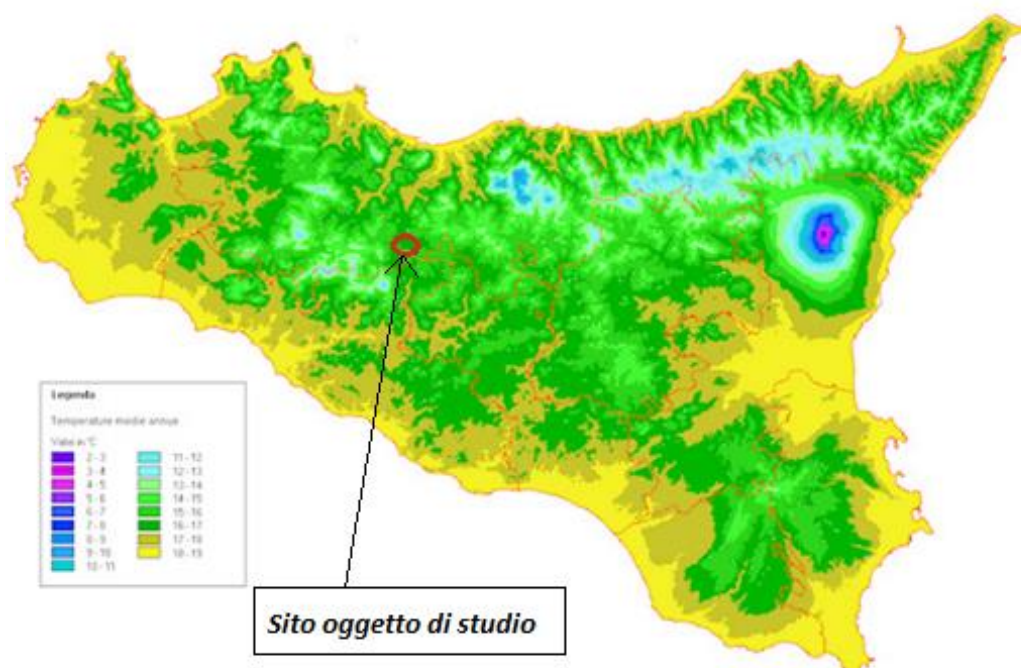 Legenda
Temperature medie annue
Valori in °C
2 - 3
3 - 4
4 - 5
5 - 6
6 - 7
7 - 8
8 - 9
9 - 10
10 - 11
11 - 12
12 - 13
13 - 14
14 - 15
15 - 16
16 - 17
17 - 18
18 - 19
Sito oggetto di studio